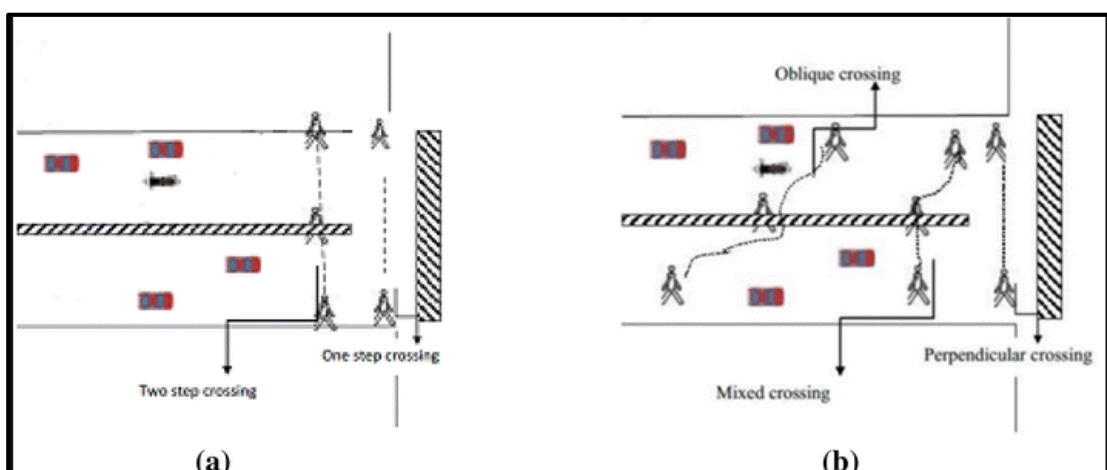 Oblique crossing
One step crossing
Two step crossing
Perpendicular crossing
Mixed crossing
(a)
(b)